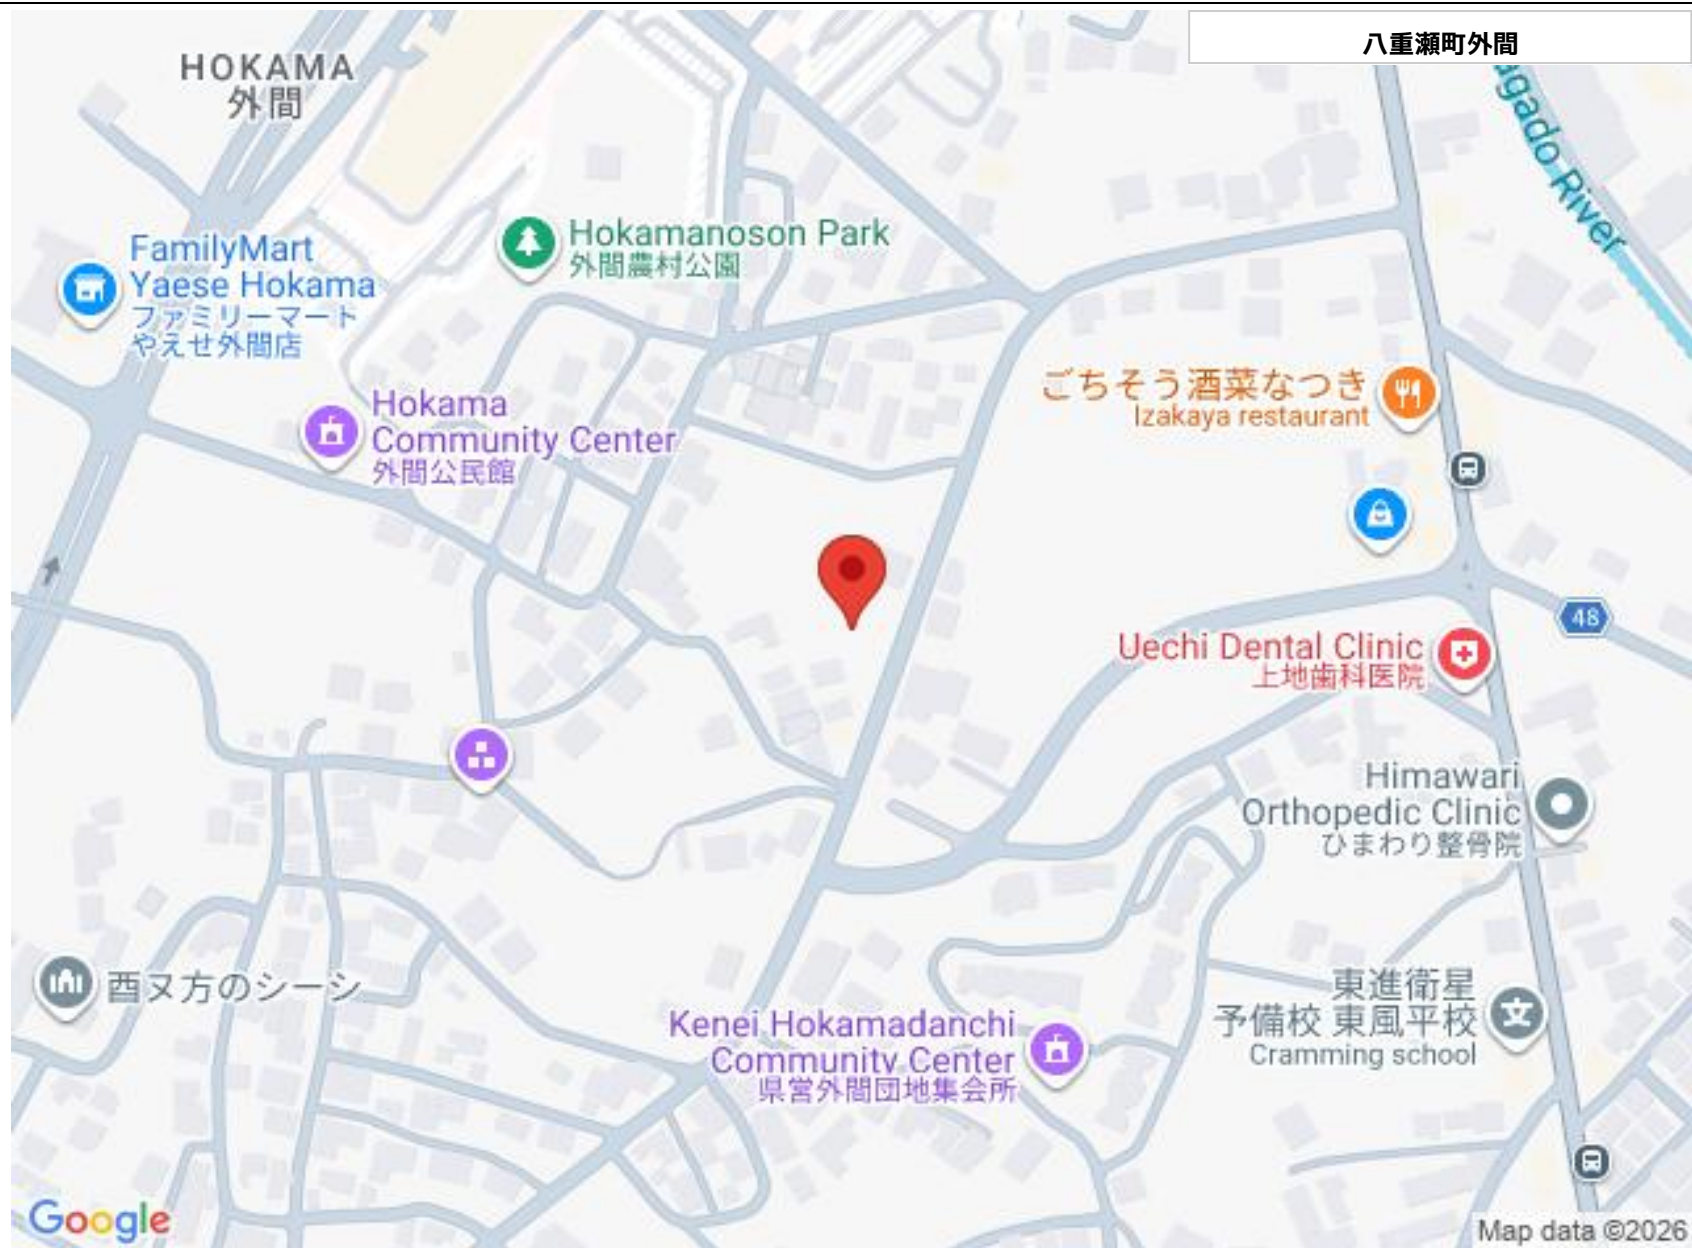 八重瀬町外間
HOKAMA
外間
agado River
Hokamanoson Park
外間農村公園
FamilyMart
Yaese Hokama
ファミリーマート
やえせ外間店
ごちそう酒菜なつき
Izakaya restaurant
Hokama
Community Center
外間公民館
48
Uechi Dental Clinic
上地歯科医院
Himawari
Orthopedic Clinic
ひまわり整骨院
酉ヌ方のシーシ
東進衛星
予備校 東風平校
文
Cramming school
Kenei Hokamadanchi
Community Center
県営外間団地集会所
Google
Map data ©2026